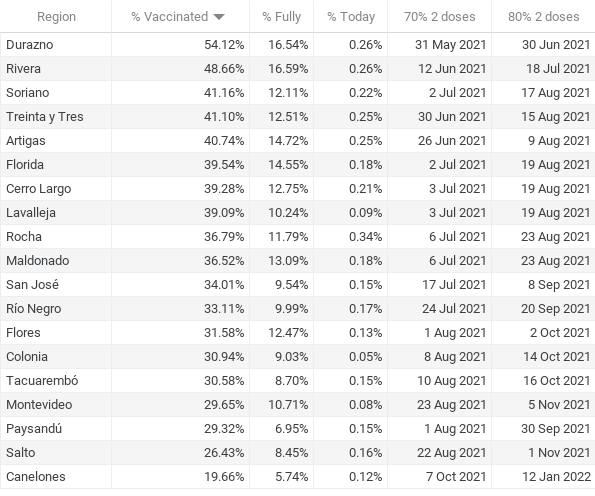 Region % Vaccinated % Fully % Today 70% 2 doses 80% 2 doses
Durazno 54.12% 16.54% 0.26% 31 May 2021 30 Jun 2021
Rivera 48.66% 16.59% 0.26% 12 Jun 2021 18 Jul 2021
Soriano 41.16% 12.11% 0.22% 2 Jul 2021 17 Aug 2021
Treinta y Tres 41.10% 12.51% 0.25% 30 Jun 2021 15 Aug 2021
Artigas 40.74% 14.72% 0.25% 26 Jun 2021 9 Aug 2021
Florida 39.54% 14.55% 0.18% 2 Jul 2021 19 Aug 2021
Cerro Largo 39.28% 12.75% 0.21% 3 Jul 2021 19 Aug 2021
Lavalleja 39.09% 10.24% 0.09% 3 Jul 2021 19 Aug 2021
Rocha 36.79% 11.79% 0.34% 6 Jul 2021 23 Aug 2021
Maldonado 36.52% 13.09% 0.18% 6 Jul 2021 23 Aug 2021
San José 34.01% 9.54% 0.15% 17 Jul 2021 8 Sep 2021
Río Negro 33.11% 9.99% 0.17% 24 Jul 2021 20 Sep 2021
Flores 31.58% 12.47% 0.13% 1 Aug 2021 2 Oct 2021
Colonia 30.94% 9.03% 0.05% 8 Aug 2021 14 Oct 2021
Tacuarembó 30.58% 8.70% 0.15% 10 Aug 2021 16 Oct 2021
Montevideo 29.65% 10.71% 0.08% 23 Aug 2021 5 Nov 2021
Paysandú 29.32% 6.95% 0.15% 1 Aug 2021 30 Sep 2021
Salto 26.43% 8.45% 0.16% 22 Aug 2021 1 Nov 2021
Canelones 19.66% 5.74% 0.12% 7 Oct 2021 12 Jan 2022